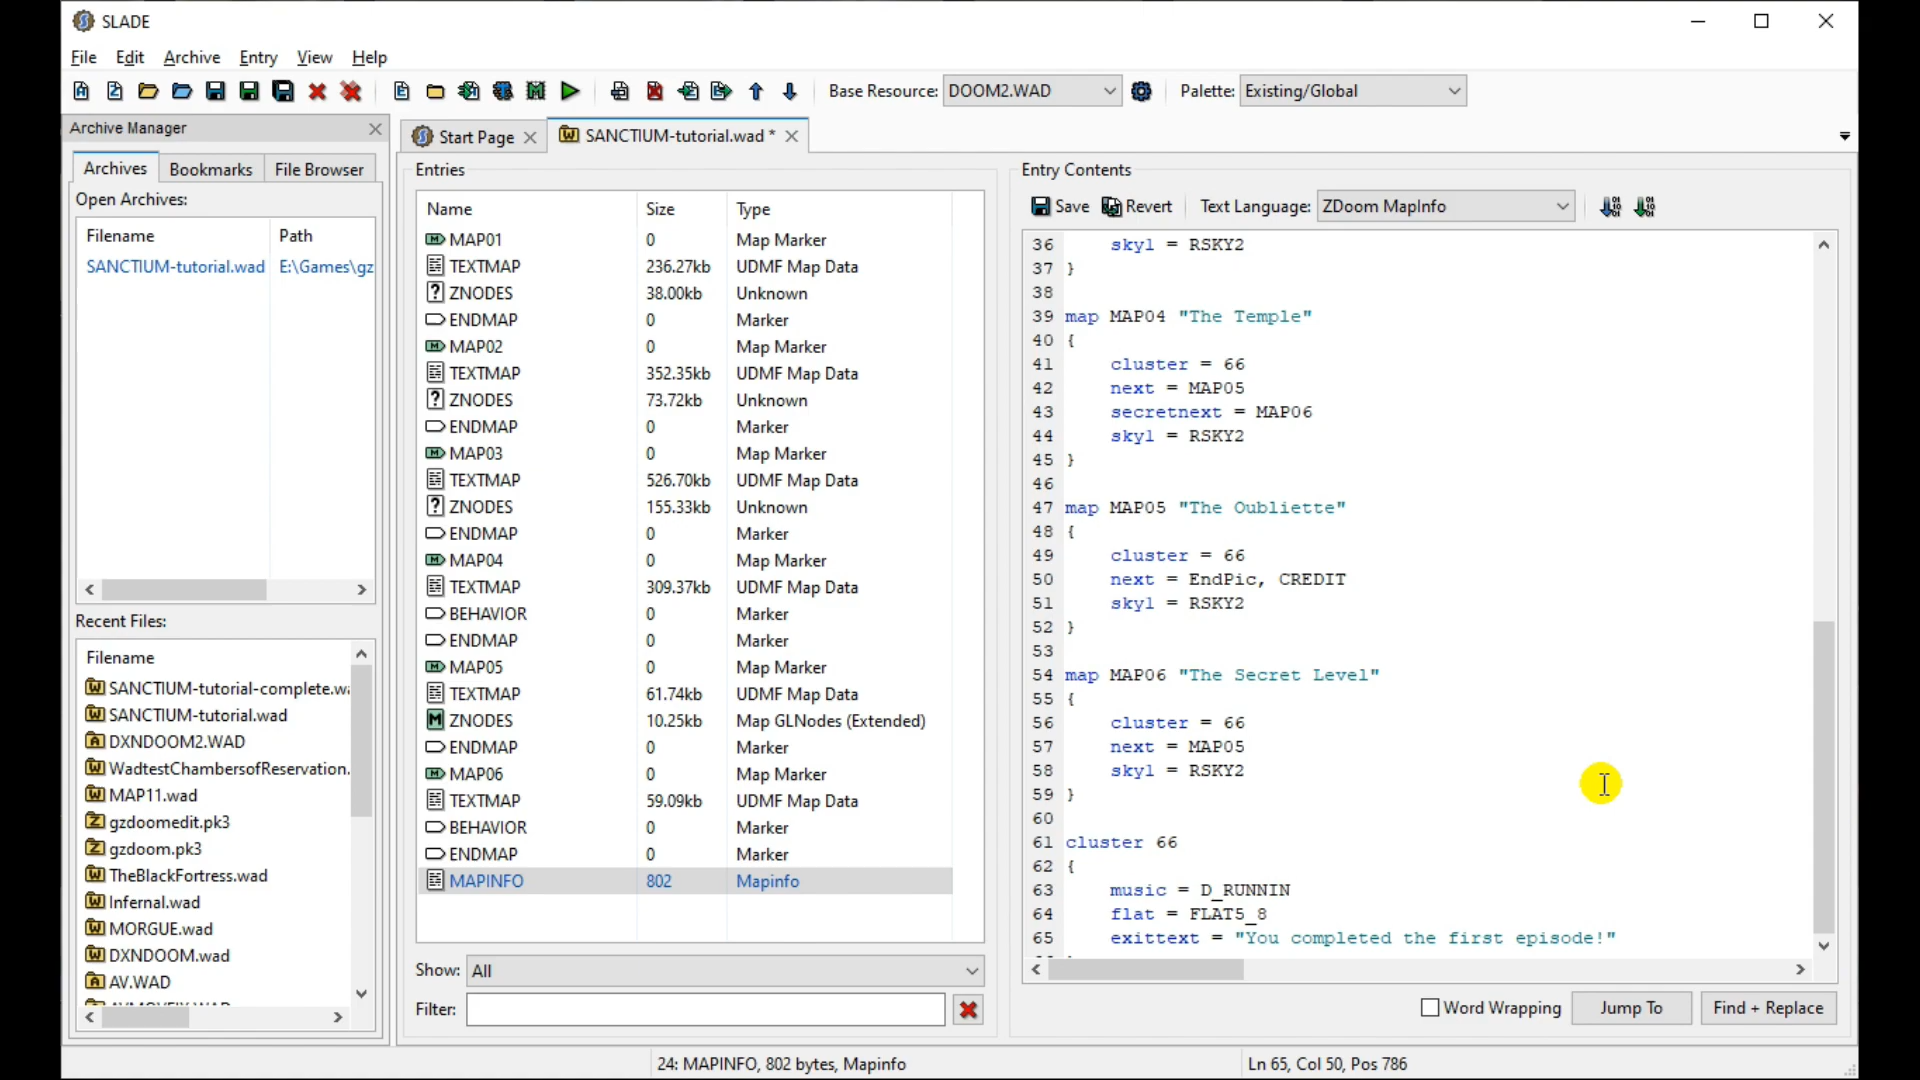 SLADE
File Edit Archive Entry View Help
Base Resource: DOOM2.WAD Palette: Existing/Global
Archive Manager
Archives Bookmarks File Browser
Open Archives:
Filename Path
SANCTIUM-tutorial.wad E:\Games\gz
Recent Files:
Filename
SANCTIUM-tutorial-complete.wa
SANCTIUM-tutorial.wad
DXNDOOM2.WAD
WadtestChambersofReservation.
MAP11.wad
gzdoomedit.pk3
gzdoom.pk3
TheBlackFortress.wad
Infernal.wad
MORGUE.wad
DXNDOOM.wad
AV.WAD
Start Page
SANCTIUM-tutorial.wad *
Entries
Name Size Type
MAP01 0 Map Marker
TEXTMAP 236.27kb UDMF Map Data
ZNODES 38.00kb Unknown
ENDMAP 0 Marker
MAP02 0 Map Marker
TEXTMAP 352.35kb UDMF Map Data
ZNODES 73.72kb Unknown
ENDMAP 0 Marker
MAP03 0 Map Marker
TEXTMAP 526.70kb UDMF Map Data
ZNODES 155.33kb Unknown
ENDMAP 0 Marker
MAP04 0 Map Marker
TEXTMAP 309.37kb UDMF Map Data
BEHAVIOR 0 Marker
ENDMAP 0 Marker
MAP05 0 Map Marker
TEXTMAP 61.74kb UDMF Map Data
ZNODES 10.25kb Map GLNodes (Extended)
ENDMAP 0 Marker
MAP06 0 Map Marker
TEXTMAP 59.09kb UDMF Map Data
BEHAVIOR 0 Marker
ENDMAP 0 Marker
MAPINFO 802 Mapinfo
Show: All
Filter:
Entry Contents
Save Revert Text Language: ZDoom MapInfo
36 sky1 = RSKY2
37 }
38
39 map MAP04 "The Temple"
40 {
41 cluster = 66
42 next = MAP05
43 secretnext = MAP06
44 sky1 = RSKY2
45 }
46
47 map MAP05 "The Oubliette"
48 {
49 cluster = 66
50 next = EndPic, CREDIT
51 sky1 = RSKY2
52 }
53
54 map MAP06 "The Secret Level"
55 {
56 cluster = 66
57 next = MAP05
58 sky1 = RSKY2
59 }
60
61 cluster 66
62 {
63 music = D_RUNNIN
64 flat = FLAT5_8
65 exittext = "You completed the first episode!"
Word Wrapping Jump To Find + Replace
24: MAPINFO, 802 bytes, Mapinfo Ln 65, Col 50, Pos 786